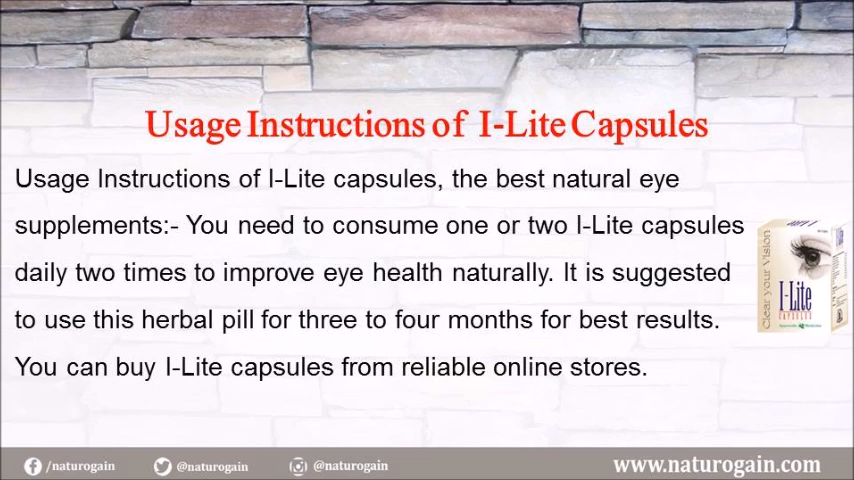 Usage Instructions of I-Lite Capsules
Usage Instructions of I-Lite capsules, the best natural eye
supplements:- You need to consume one or two I-Lite capsules
daily two times to improve eye health naturally. It is suggested
to use this herbal pill for three to four months for best results.
You can buy I-Lite capsules from reliable online stores.
Clear your Vision
I-Lite
CAPSULES
/naturogain
@naturogain
@naturogain
www.naturogain.com